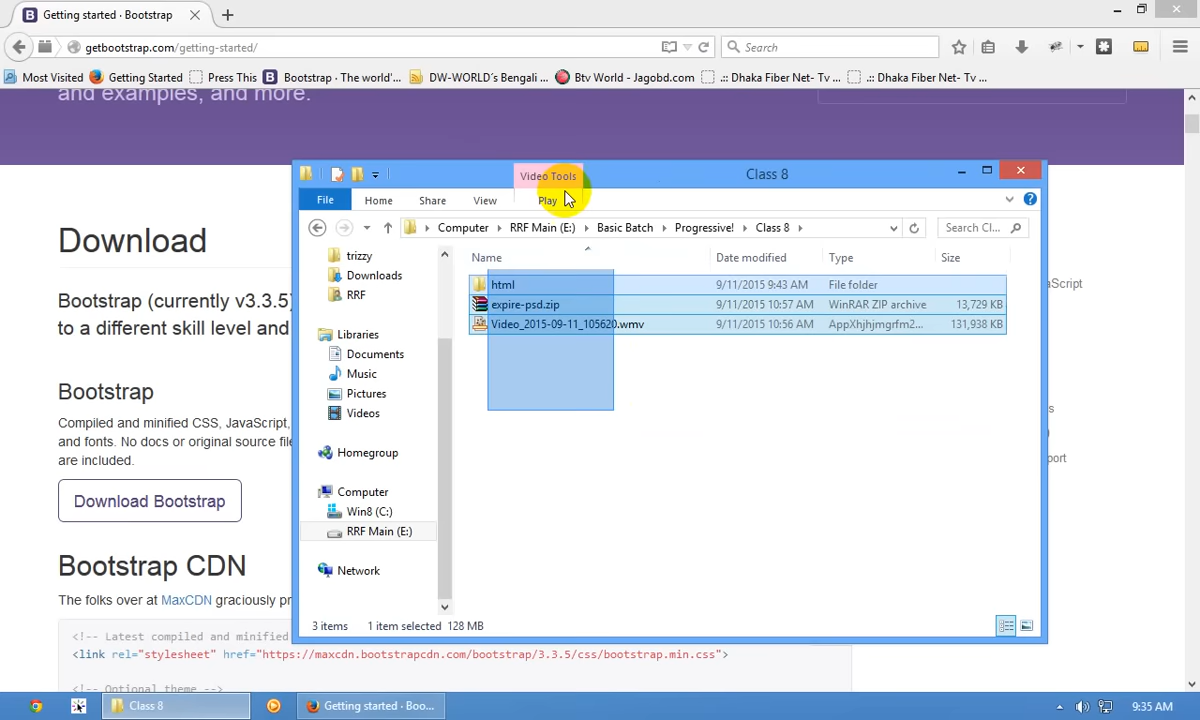 Getting started · Bootstrap
getbootstrap.com/getting-started/
Search
Most Visited
Getting Started
Press This
Bootstrap · The world'...
DW-WORLD´s Bengali ...
Btv World - Jagobd.com
.:: Dhaka Fiber Net- Tv ...
.:: Dhaka Fiber Net- Tv ...
and examples, and more.
Download
Bootstrap (currently v3.3.5)
to a different skill level and
Bootstrap
Compiled and minified CSS, JavaScript,
and fonts. No docs or original source file
are included.
Download Bootstrap
Bootstrap CDN
The folks over at MaxCDN graciously pr
<!-- Latest compiled and minified
<link rel="stylesheet" href="https://maxcdn.bootstrapcdn.com/bootstrap/3.3.5/css/bootstrap.min.css">
<!-- Optional theme -->
Video Tools
Class 8
File
Home
Share
View
Play
Computer
RRF Main (E:)
Basic Batch
Progressive!
Class 8
Search Cl...
trizzy
Downloads
RRF
Libraries
Documents
Music
Pictures
Videos
Homegroup
Computer
Win8 (C:)
RRF Main (E:)
Network
Name Date modified Type Size
html 9/11/2015 9:43 AM File folder
expire-psd.zip 9/11/2015 10:57 AM WinRAR ZIP archive 13,729 KB
Video_2015-09-11_105620.wmv 9/11/2015 10:56 AM AppXhjhjmgrfm2... 131,938 KB
3 items 1 item selected 128 MB
aScript
port
Class 8
Getting started · Boo...
9:35 AM